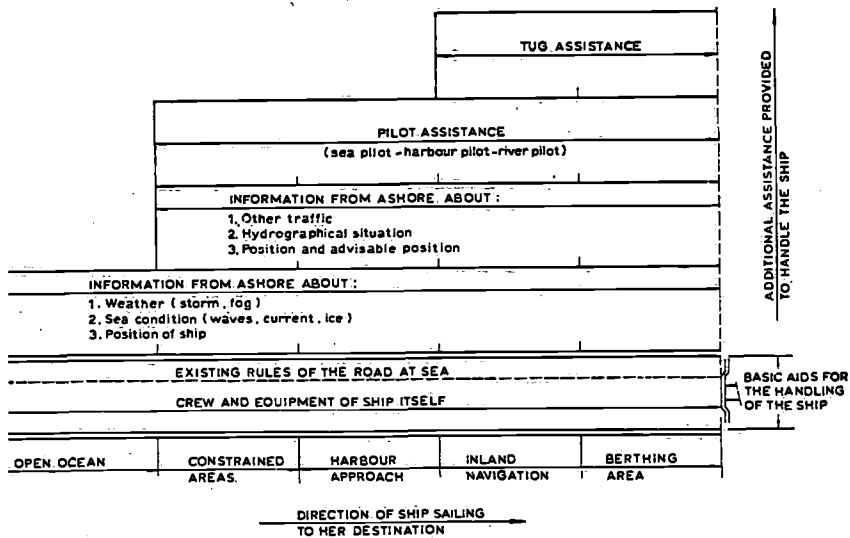 TUG ASSISTANCE
PILOT ASSISTANCE
(sea pilot-harbour pilot-river pilot)
INFORMATION FROM ASHORE ABOUT:
1. Other traffic
2. Hydrographical situation
3. Position and advisable position
INFORMATION FROM ASHORE ABOUT:
1. Weather (storm, fog)
2. Sea condition (waves, current, ice)
3. Position of ship
EXISTING RULES OF THE ROAD AT SEA
CREW AND EQUIPMENT OF SHIP ITSELF
ADDITIONAL ASSISTANCE PROVIDED
TO HANDLE THE SHIP
BASIC AIDS FOR
THE HANDLING
OF THE SHIP
OPEN OCEAN
CONSTRAINED
AREAS.
HARBOUR
APPROACH
INLAND
NAVIGATION
BERTHING
AREA
DIRECTION OF SHIP SAILING
TO HER DESTINATION